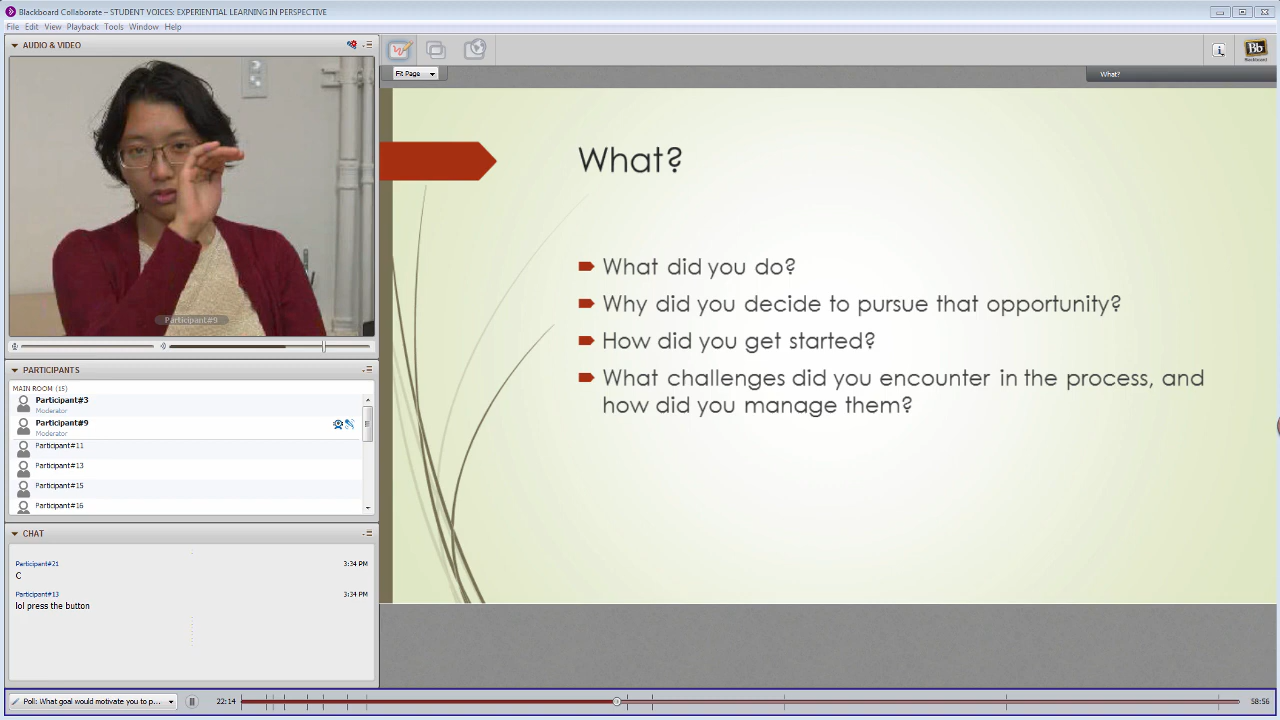 Blackboard Collaborate – STUDENT VOICES: EXPERIENTIAL LEARNING IN PERSPECTIVE
File Edit View Playback Tools Window Help
AUDIO & VIDEO
Participant#9
PARTICIPANTS
MAIN ROOM (15)
Participant#3
Moderator
Participant#9
Moderator
Participant#11
Participant#13
Participant#15
Participant#16
CHAT
Participant#21 3:34 PM
C
Participant#13 3:34 PM
lol press the button
Fit Page
Bb
Blackboard
What?
What?
What did you do?
Why did you decide to pursue that opportunity?
How did you get started?
What challenges did you encounter in the process, and
how did you manage them?
Poll: What goal would motivate you to p... 22:14 58:56